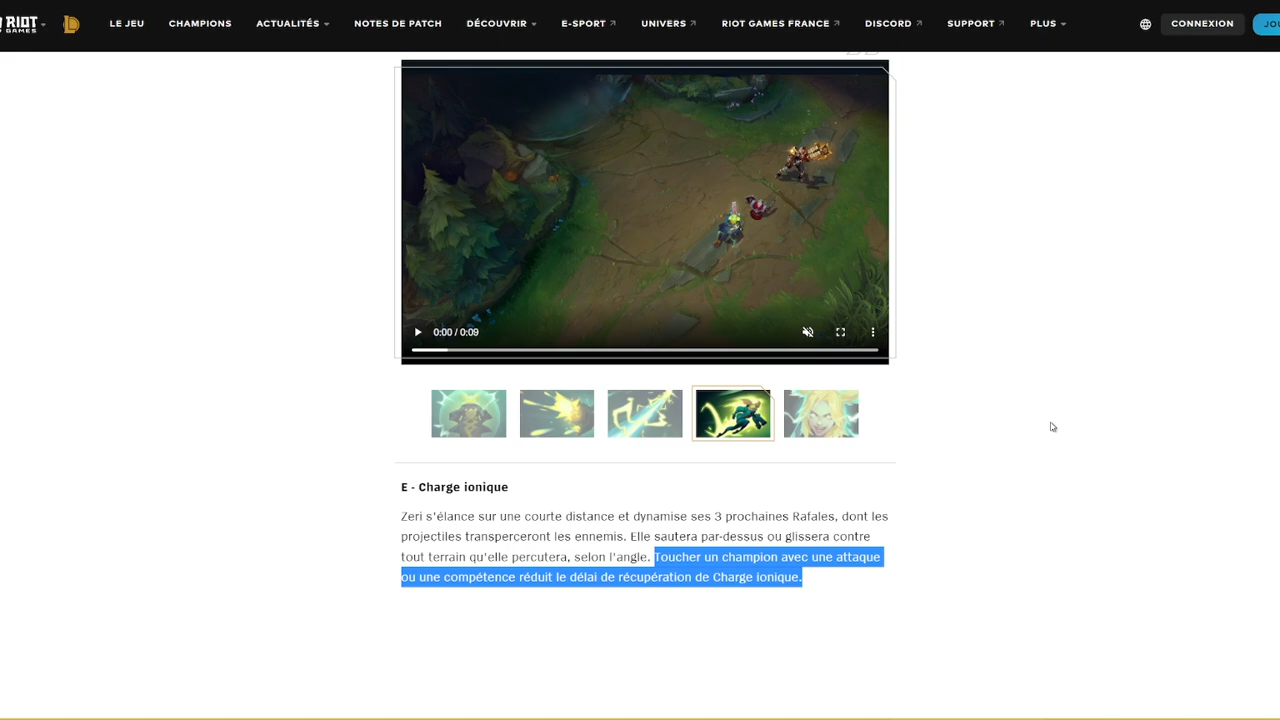 RIOT
GAMES
LE JEU
CHAMPIONS
ACTUALITÉS
NOTES DE PATCH
DÉCOUVRIR
E-SPORT
UNIVERS
RIOT GAMES FRANCE
DISCORD
SUPPORT
PLUS
CONNEXION
JOU
0:00 / 0:09
E - Charge ionique
Zeri s'élance sur une courte distance et dynamise ses 3 prochaines Rafales, dont les
projectiles transperceront les ennemis. Elle sautera par-dessus ou glissera contre
tout terrain qu'elle percutera, selon l'angle. Toucher un champion avec une attaque
ou une compétence réduit le délai de récupération de Charge ionique.